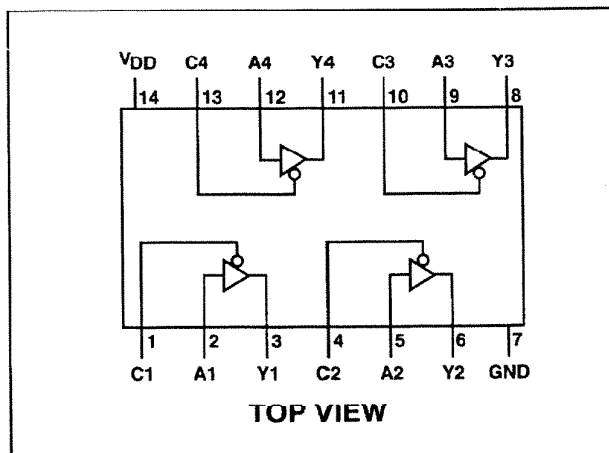 VDD C4 A4 Y4 C3 A3 Y3
14 13 12 11 10 9 8
1 2 3 4 5 6 7
C1 A1 Y1 C2 A2 Y2 GND
TOP VIEW